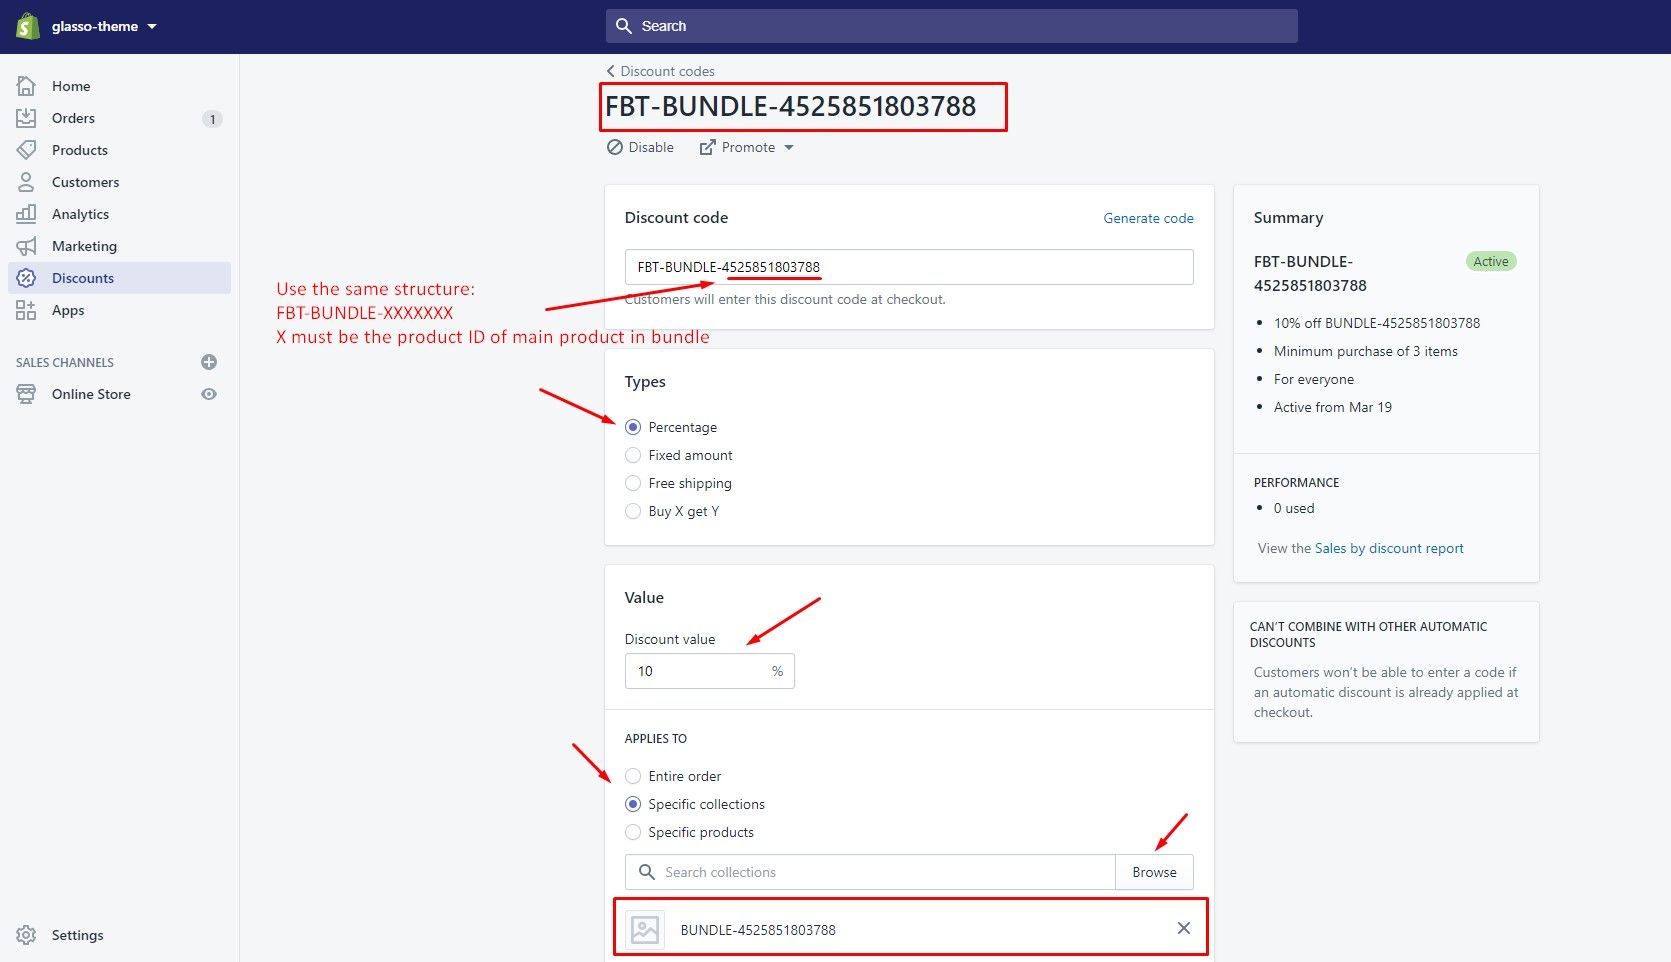 glasso-theme
Search
Home
Orders 1
Products
Customers
Analytics
Marketing
Discounts
Apps
SALES CHANNELS
Online Store
Settings
Discount codes
FBT-BUNDLE-4525851803788
Disable Promote
Discount code Generate code
FBT-BUNDLE-4525851803788
Customers will enter this discount code at checkout.
Use the same structure:
FBT-BUNDLE-XXXXXXX
X must be the product ID of main product in bundle
Types
Percentage
Fixed amount
Free shipping
Buy X get Y
Value
Discount value
10 %
APPLIES TO
Entire order
Specific collections
Specific products
Search collections Browse
BUNDLE-4525851803788
Summary
FBT-BUNDLE- Active
4525851803788
• 10% off BUNDLE-4525851803788
• Minimum purchase of 3 items
• For everyone
• Active from Mar 19
PERFORMANCE
• 0 used
View the Sales by discount report
CAN'T COMBINE WITH OTHER AUTOMATIC
DISCOUNTS
Customers won't be able to enter a code if
an automatic discount is already applied at
checkout.